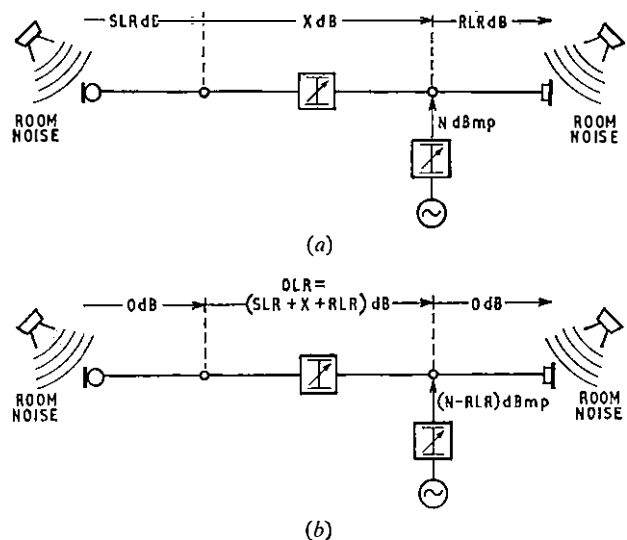 SLR dB X dB RLR dB
ROOM NOISE
ROOM NOISE
N dBmp
(a)
OLR =
0 dB (SLR + X + RLR) dB 0 dB
ROOM NOISE
ROOM NOISE
(N-RLR) dBmp
(b)